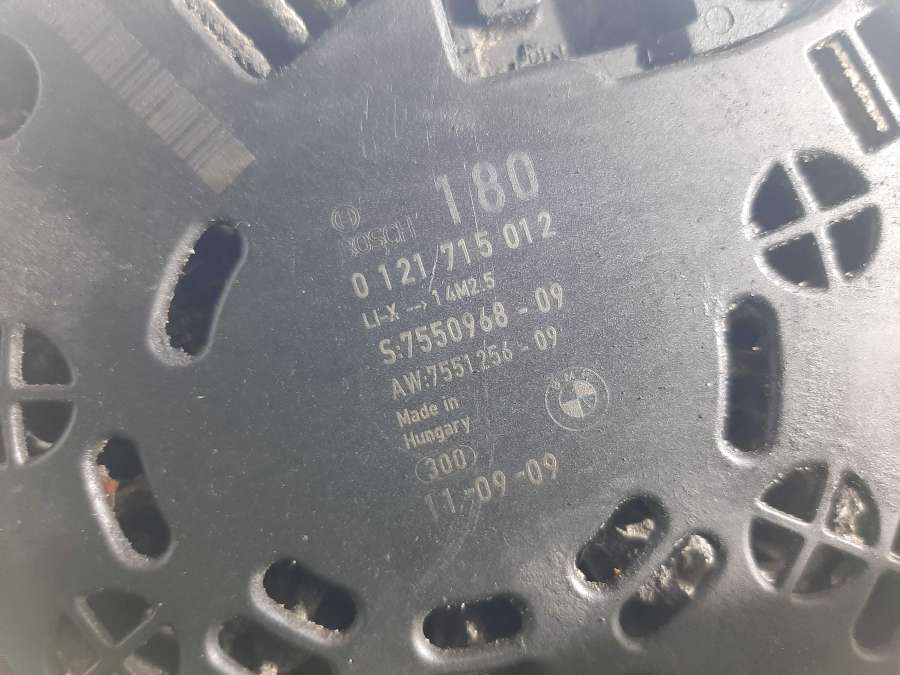 180
BOSCH
0 121 715 012
LI-X → 14M2.5
S:7550968 - 09
AW:7551256 - 09
Made in
Hungary
BMW
300
11-09-09